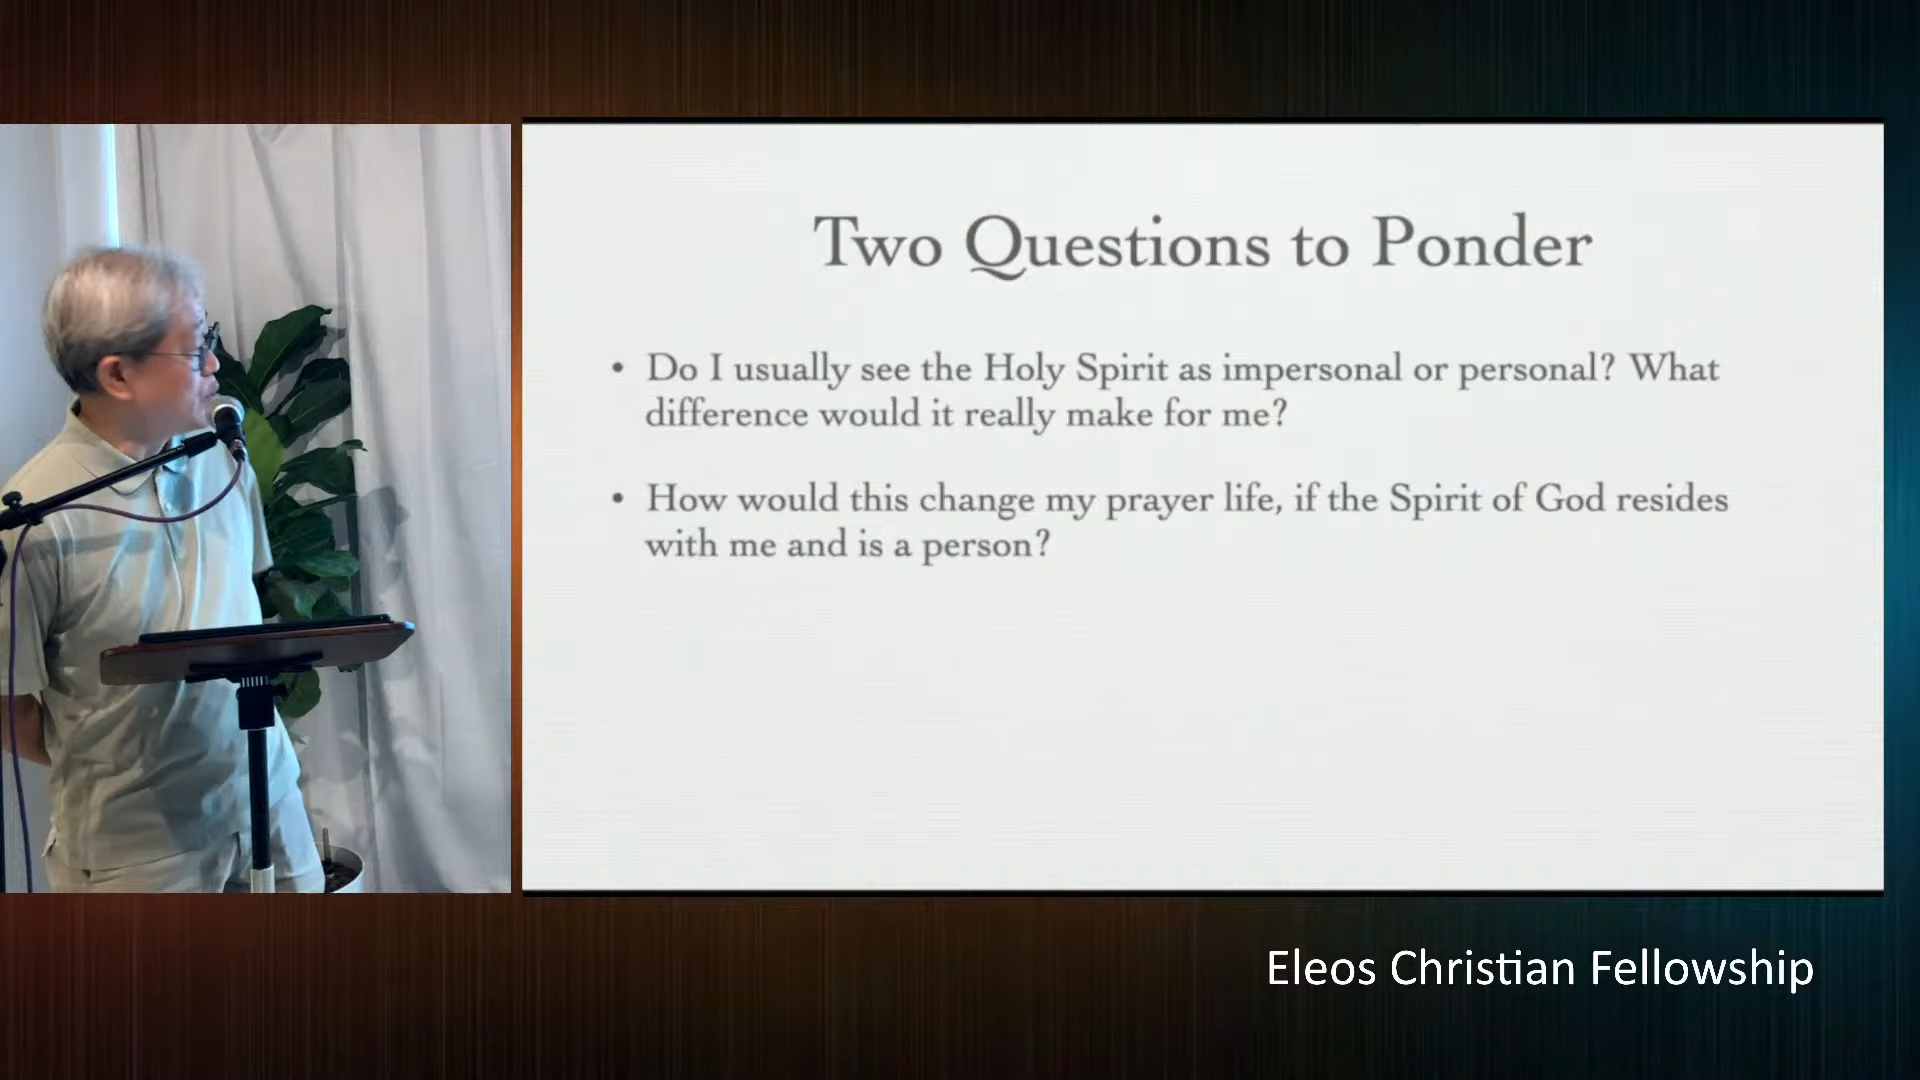 Two Questions to Ponder
• Do I usually see the Holy Spirit as impersonal or personal? What
difference would it really make for me?
• How would this change my prayer life, if the Spirit of God resides
with me and is a person?
Eleos Christian Fellowship